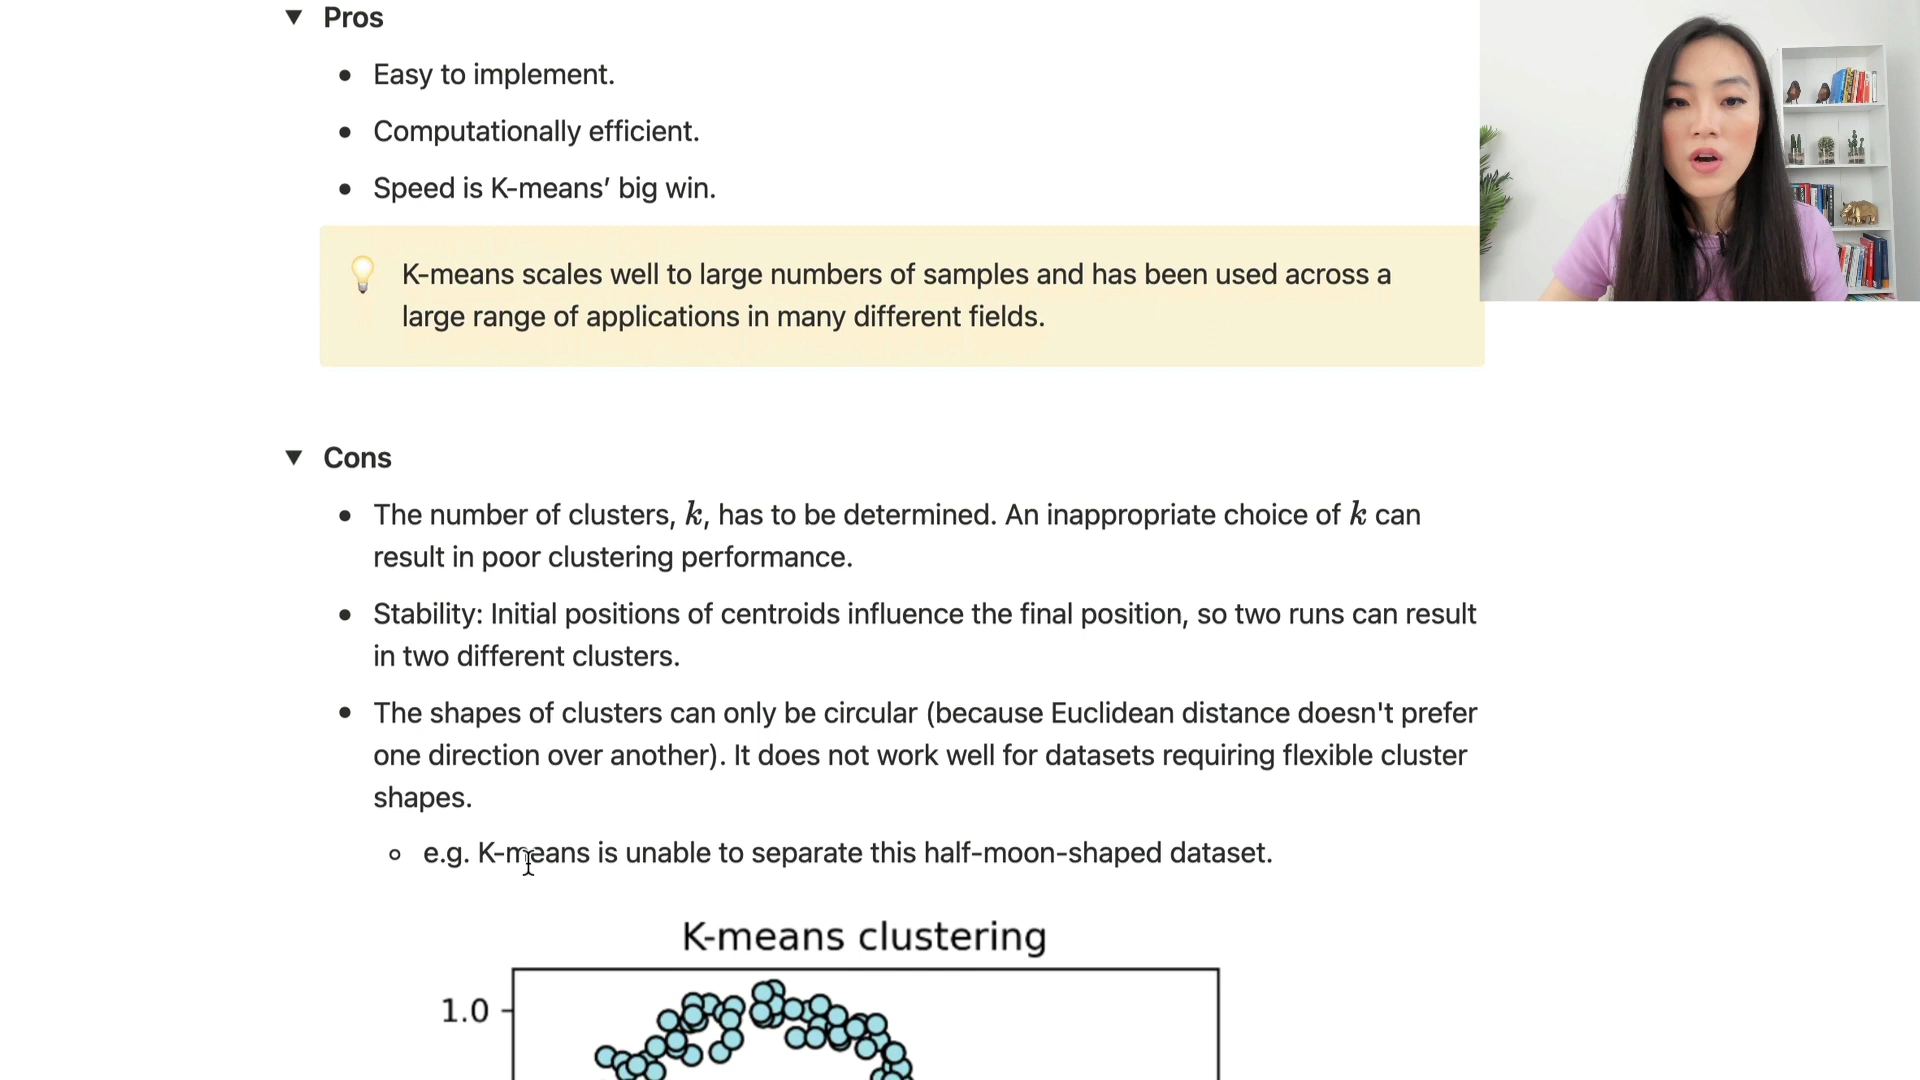 Pros
Easy to implement.
Computationally efficient.
Speed is K-means’ big win.
K-means scales well to large numbers of samples and has been used across a
large range of applications in many different fields.
Cons
The number of clusters, k, has to be determined. An inappropriate choice of k can
result in poor clustering performance.
Stability: Initial positions of centroids influence the final position, so two runs can result
in two different clusters.
The shapes of clusters can only be circular (because Euclidean distance doesn't prefer
one direction over another). It does not work well for datasets requiring flexible cluster
shapes.
e.g. K-means is unable to separate this half-moon-shaped dataset.
K-means clustering
1.0